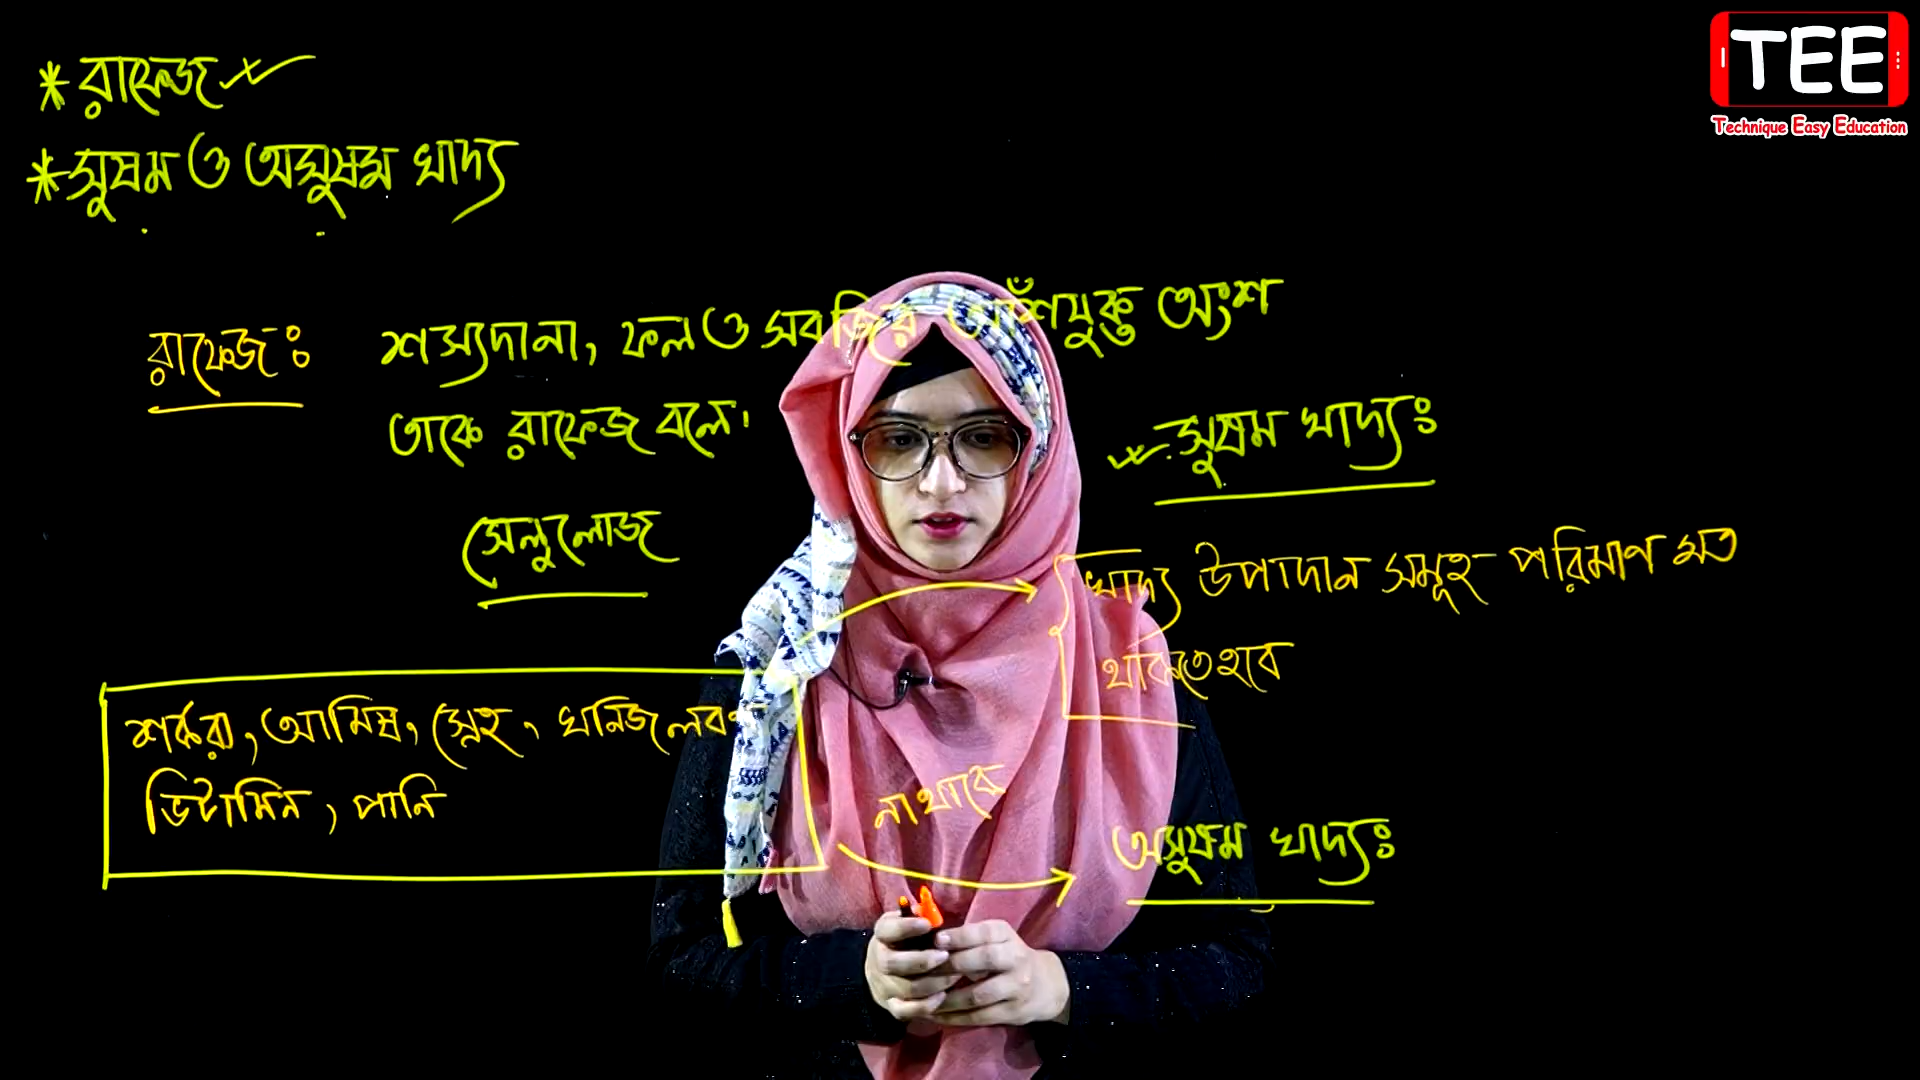 TEE
Technique Easy Education
* রাফেজ
* সুষম ও অসুষম খাদ্য
রাফেজঃ শস্যদানা, ফল ও সবজির আঁশযুক্ত অংশ
তাকে রাফেজ বলে।
সুষম খাদ্যঃ
সেলুলোজ
খাদ্য উপাদান সমূহ পরিমাণ মত
থাকতে হবে
শর্করা, আমিষ, স্নেহ, খনিজ লবণ
ভিটামিন, পানি
না থাকে
অসুষম খাদ্যঃ